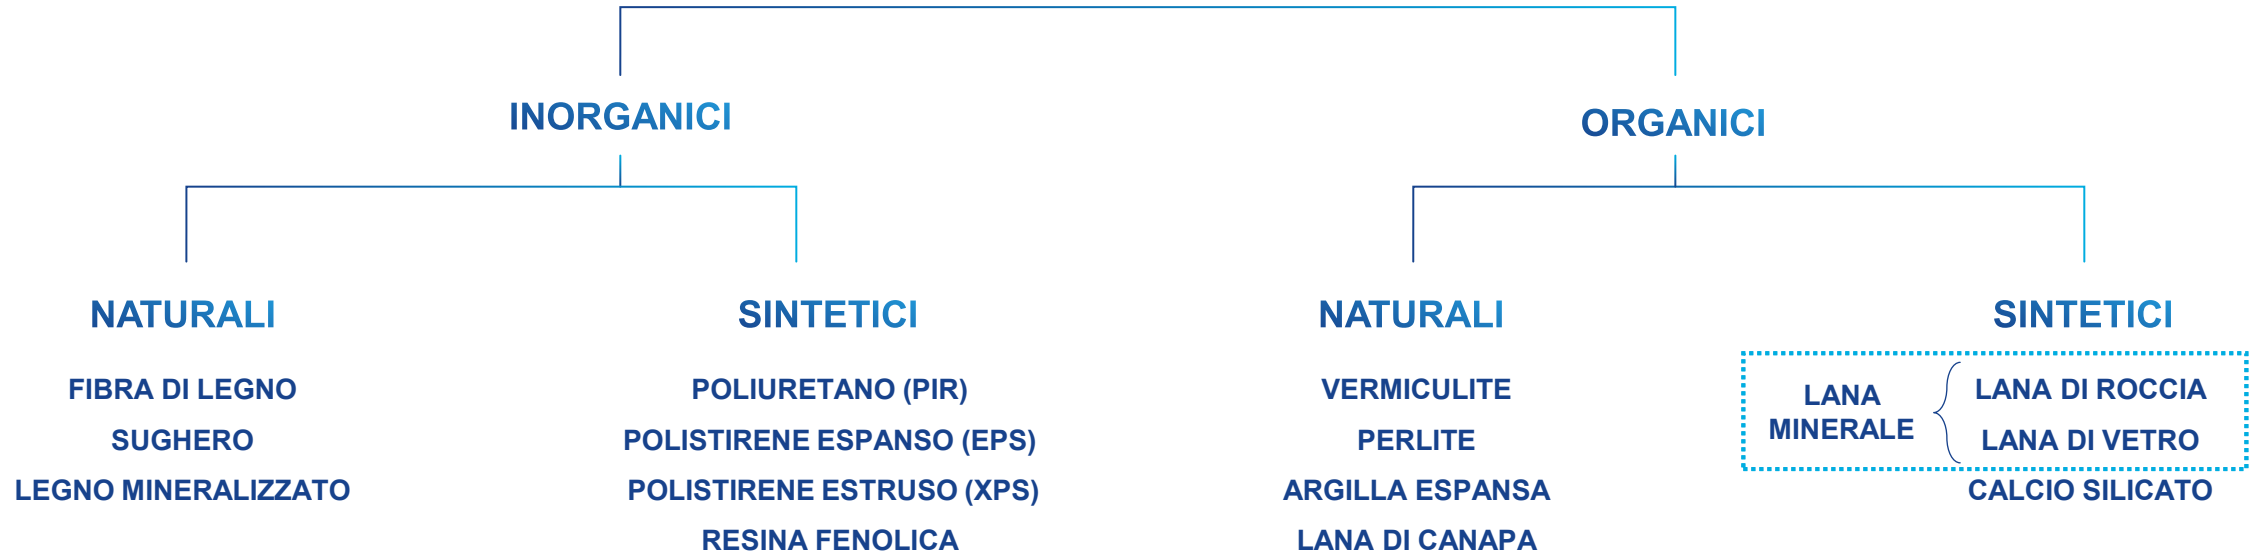 INORGANICI
ORGANICI
NATURALI
SINTETICI
NATURALI
SINTETICI
FIBRA DI LEGNO
SUGHERO
LEGNO MINERALIZZATO
POLIURETANO (PIR)
POLISTIRENE ESPANSO (EPS)
POLISTIRENE ESTRUSO (XPS)
RESINA FENOLICA
VERMICULITE
PERLITE
ARGILLA ESPANSA
LANA DI CANAPA
LANA
MINERALE
LANA DI ROCCIA
LANA DI VETRO
CALCIO SILICATO